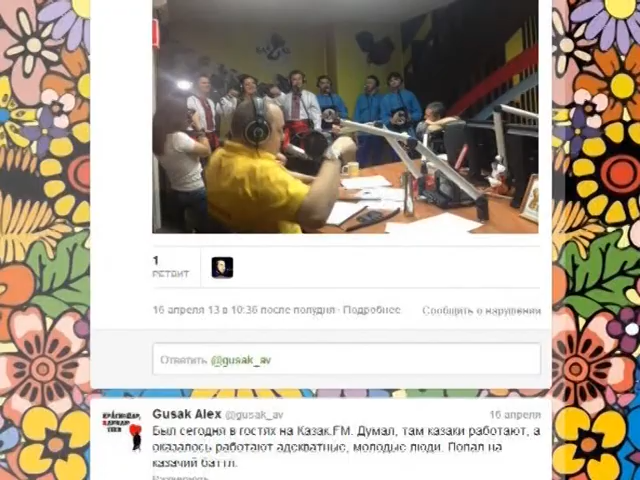 1
РЕТВИТ
16 апреля 13 в 10:36 после полудня · Подробнее
Сообщить о нарушении
Ответить @gusak_av
Gusak Alex @gusak_av
16 апреля
Был сегодня в гостях на Казак.FM. Думал, там казаки работают, а
оказалось работают адекватные, молодые люди. Попал на
казачий баттл.
Развернуть